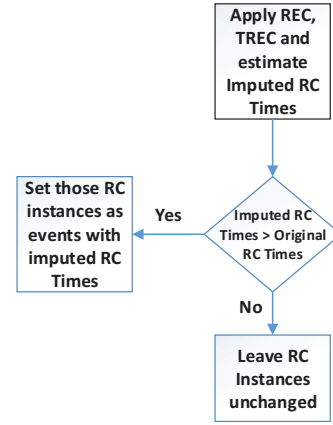 Apply REC,
TREC and
estimate
Imputed RC
Times
Set those RC
instances as
events with
imputed RC
Times
Yes
Imputed RC
Times > Original
RC Times
No
Leave RC
Instances
unchanged